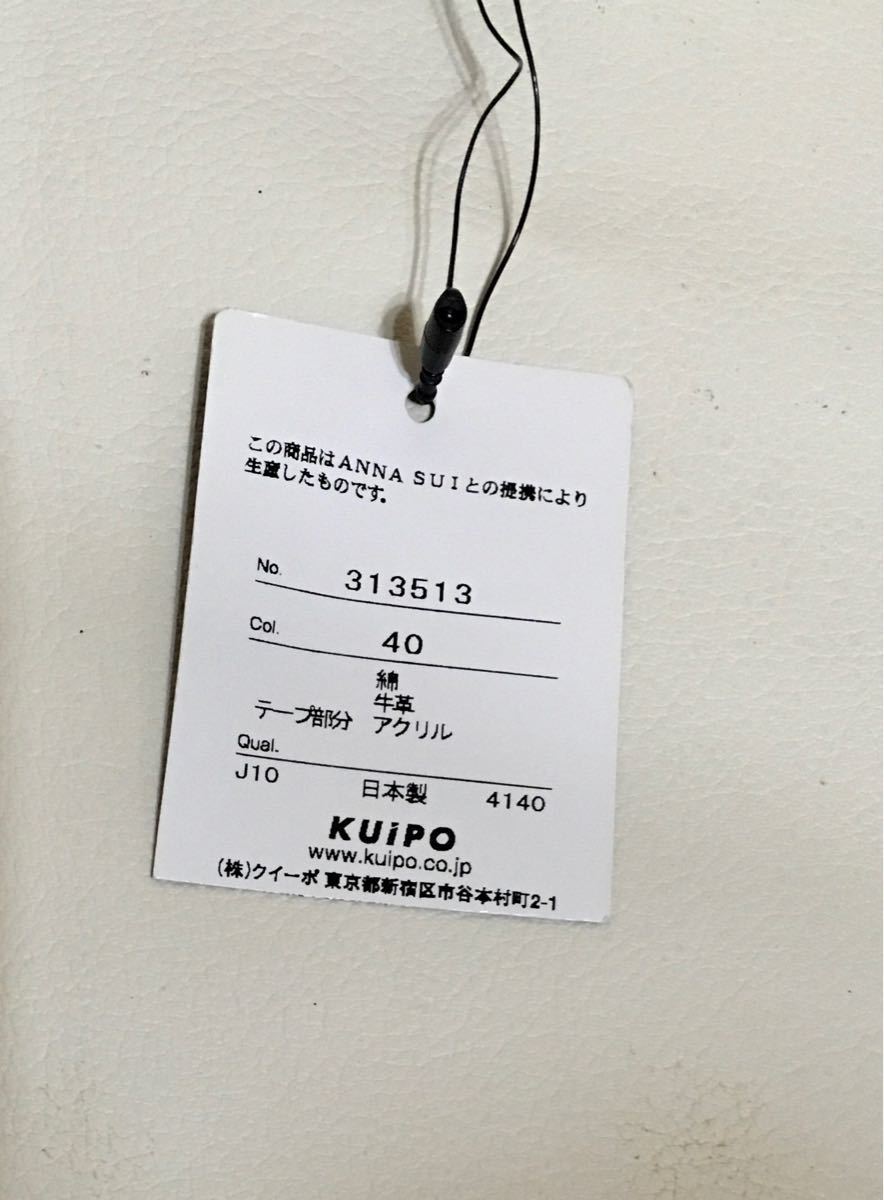 この商品はANNA SUIとの提携により
生産したものです。
No. 313513
Col. 40
綿
牛革
テープ部分 アクリル
Qual.
J10 日本製 4140
KUiPO
www.kuipo.co.jp
(株)クイーポ 東京都新宿区市谷本村町2-1